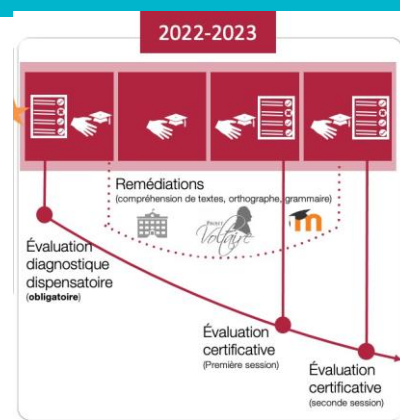 2022-2023
Remédiations
(compréhension de textes, orthographe, grammaire)
PROJET
Voltaire
m
Évaluation
diagnostique
dispensatoire
(obligatoire)
Évaluation
certificative
(Première session)
Évaluation
certificative
(seconde session)